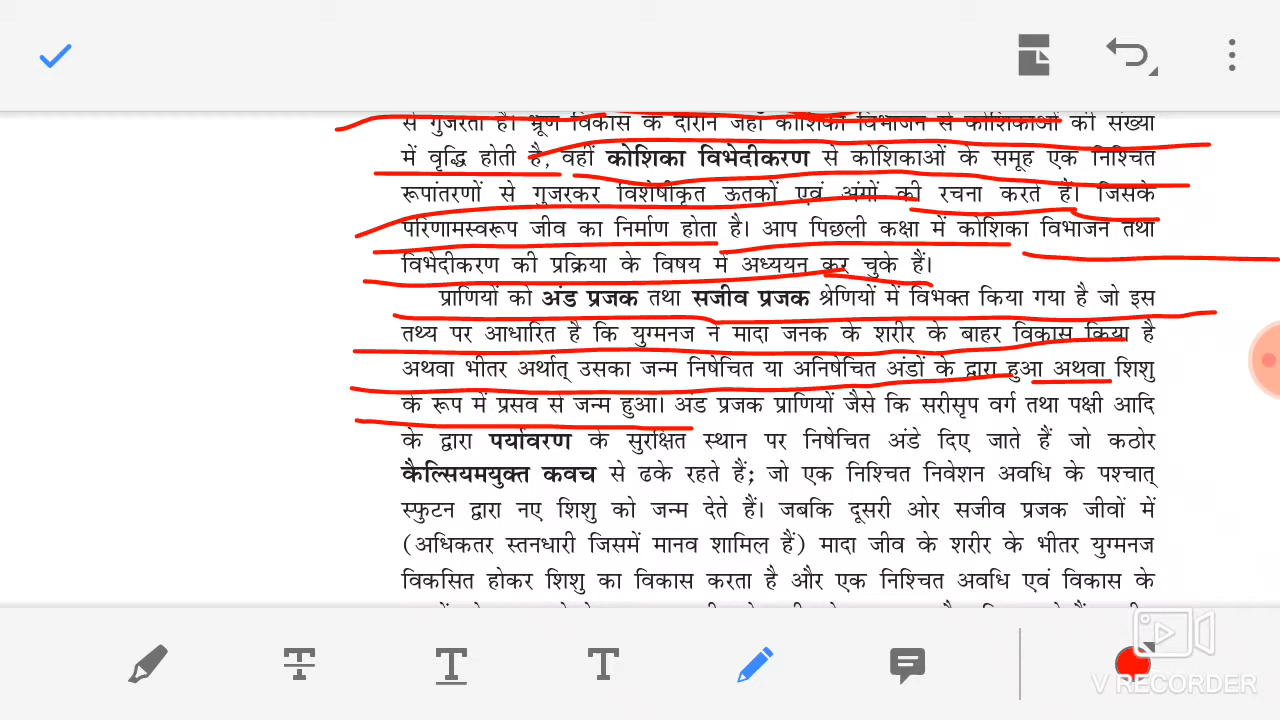 से गुजरता है। भ्रूण विकास के दौरान जहाँ कोशिका विभाजन से कोशिकाओं की संख्या
में वृद्धि होती है, वहीं कोशिका विभेदीकरण से कोशिकाओं के समूह एक निश्चित
रूपांतरणों से गुजरकर विशेषीकृत ऊतकों एवं अंगों की रचना करते हैं। जिसके
परिणामस्वरूप जीव का निर्माण होता है। आप पिछली कक्षा में कोशिका विभाजन तथा
विभेदीकरण की प्रक्रिया के विषय में अध्ययन कर चुके हैं।
प्राणियों को अंड प्रजक तथा सजीव प्रजक श्रेणियों में विभक्त किया गया है जो इस
तथ्य पर आधारित है कि युग्मनज ने मादा जनक के शरीर के बाहर विकास किया है
अथवा भीतर अर्थात् उसका जन्म निषेचित या अनिषेचित अंडों के द्वारा हुआ अथवा शिशु
के रूप में प्रसव से जन्म हुआ। अंड प्रजक प्राणियों जैसे कि सरीसृप वर्ग तथा पक्षी आदि
के द्वारा पर्यावरण के सुरक्षित स्थान पर निषेचित अंडे दिए जाते हैं जो कठोर
कैल्सियमयुक्त कवच से ढके रहते हैं; जो एक निश्चित निवेशन अवधि के पश्चात्
स्फुटन द्वारा नए शिशु को जन्म देते हैं। जबकि दूसरी ओर सजीव प्रजक जीवों में
(अधिकतर स्तनधारी जिसमें मानव शामिल हैं) मादा जीव के शरीर के भीतर युग्मनज
विकसित होकर शिशु का विकास करता है और एक निश्चित अवधि एवं विकास के
V RECORDER